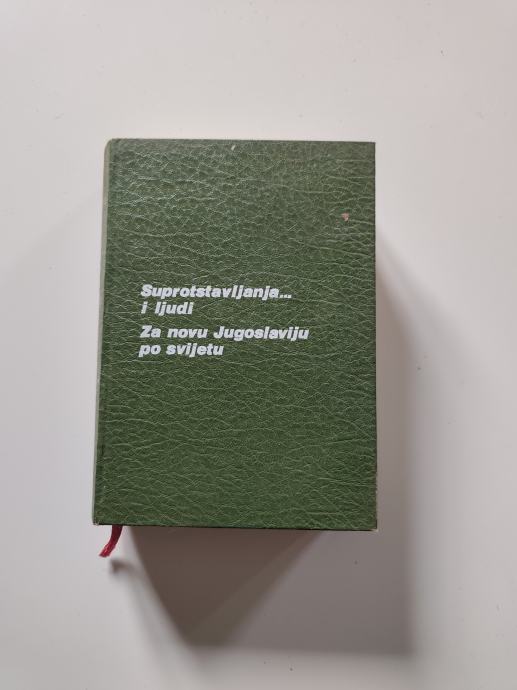 Suprotstavljanja...
i ljudi
Za novu Jugoslaviju
po svijetu